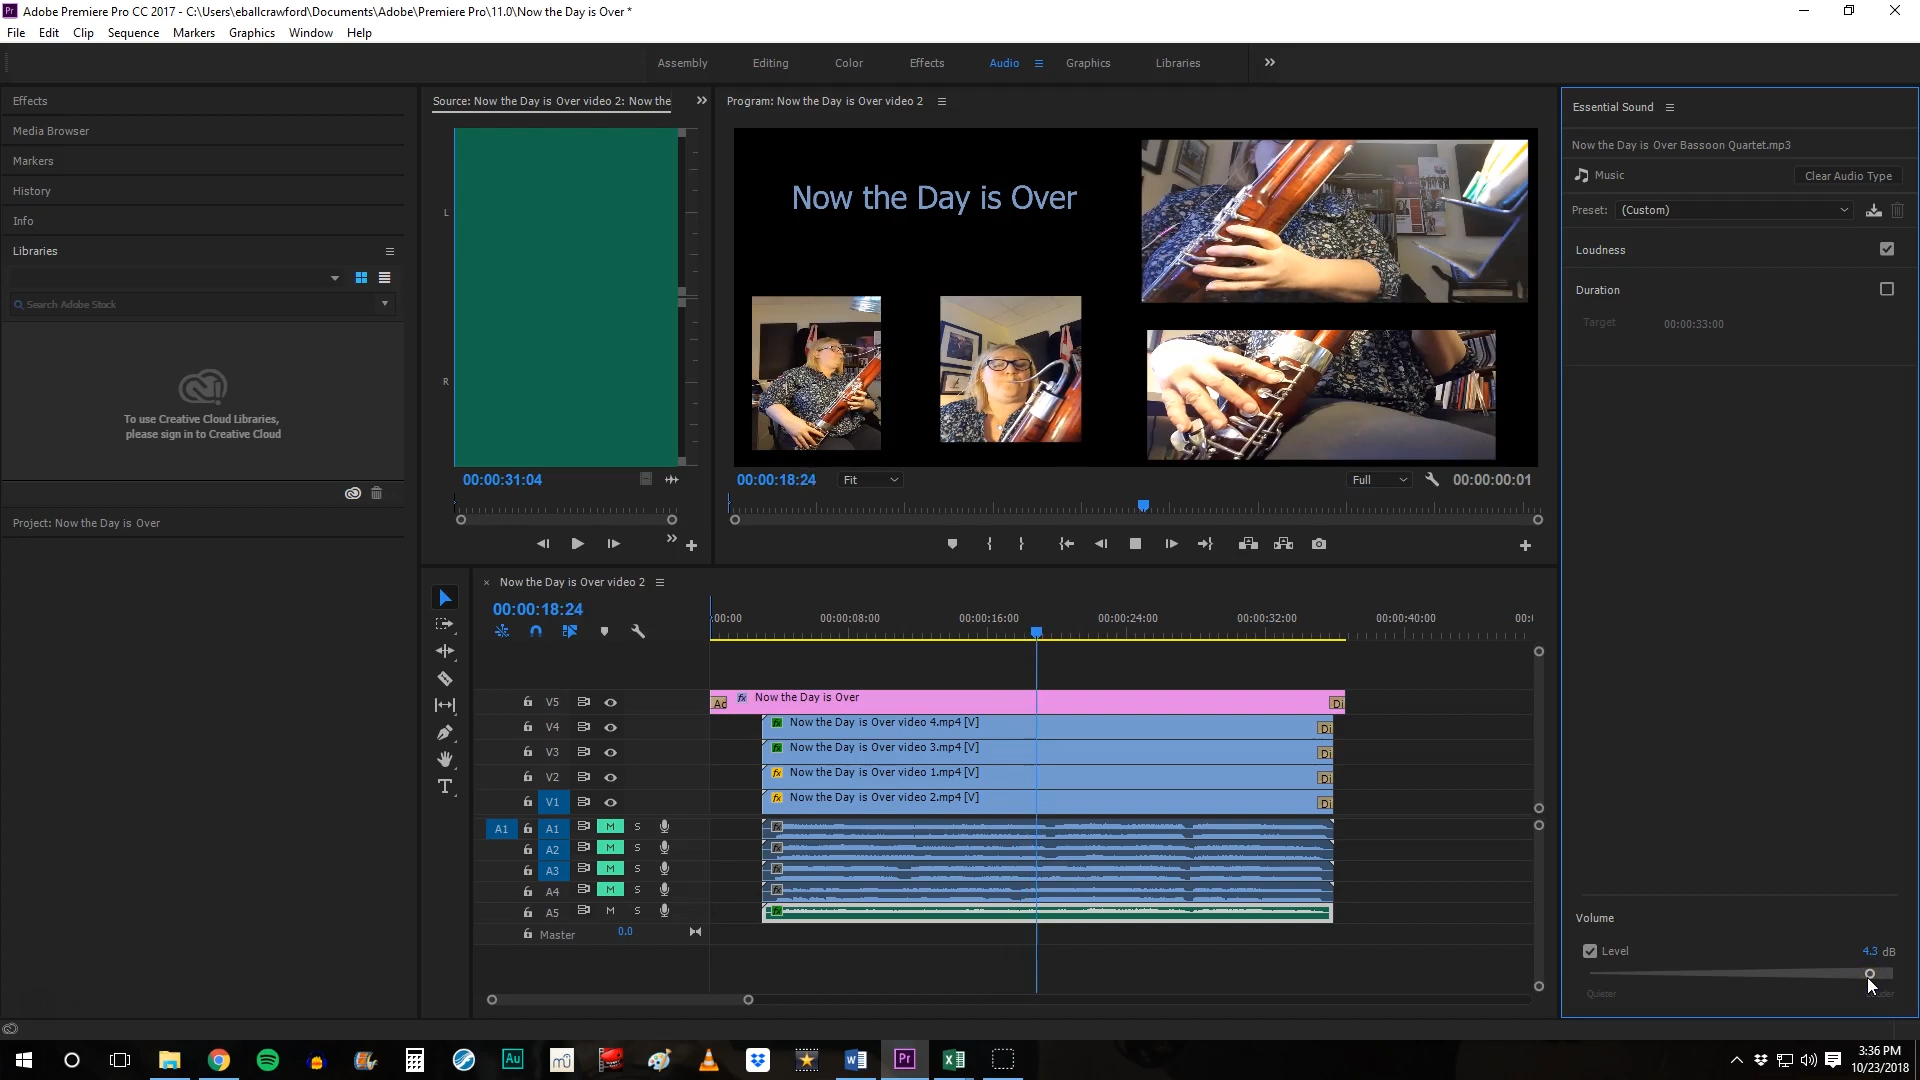 Adobe Premiere Pro CC 2017 - C:\Users\eballcrawford\Documents\Adobe\Premiere Pro\11.0\Now the Day is Over *
File Edit Clip Sequence Markers Graphics Window Help
Assembly Editing Color Effects Audio Graphics Libraries
Effects
Media Browser
Markers
History
Info
Libraries
Search Adobe Stock
To use Creative Cloud Libraries,
please sign in to Creative Cloud
Project: Now the Day is Over
Source: Now the Day is Over video 2: Now the
L
R
00:00:31:04
Program: Now the Day is Over video 2
Now the Day is Over
00:00:18:24 Fit Full 00:00:00:01
Essential Sound
Now the Day is Over Bassoon Quartet.mp3
Music Clear Audio Type
Preset: (Custom)
Loudness
Duration
Target 00:00:33:00
Volume
Level 4.3 dB
Quieter
Now the Day is Over video 2
00:00:18:24
:00:00 00:00:08:00 00:00:16:00 00:00:24:00 00:00:32:00 00:00:40:00
V5 Now the Day is Over Di
V4 fx Now the Day is Over video 4.mp4 [V] Di
V3 fx Now the Day is Over video 3.mp4 [V] Di
V2 fx Now the Day is Over video 1.mp4 [V] Di
V1 fx Now the Day is Over video 2.mp4 [V] Di
A1 A1 M S
A2 M S
A3 M S
A4 M S
A5 M S
Master 0.0
3:36 PM
10/23/2018